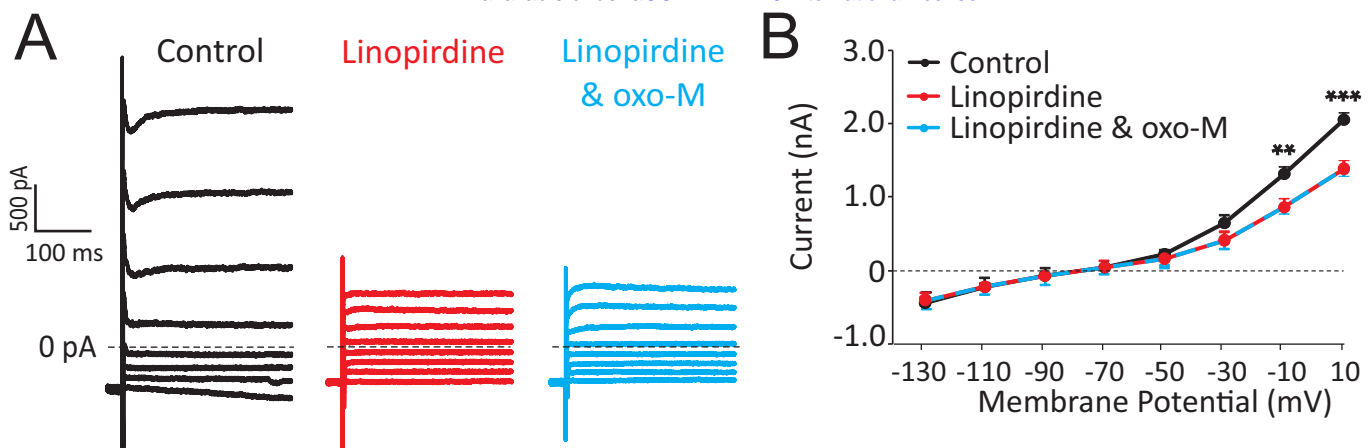 A
Control
Linopirdine
Linopirdine
& oxo-M
500 pA
100 ms
0 pA
B
Control
Linopirdine
Linopirdine & oxo-M
**
***
Current (nA)
3.0
2.0
1.0
0
-1.0
-130 -110 -90 -70 -50 -30 -10 10
Membrane Potential (mV)